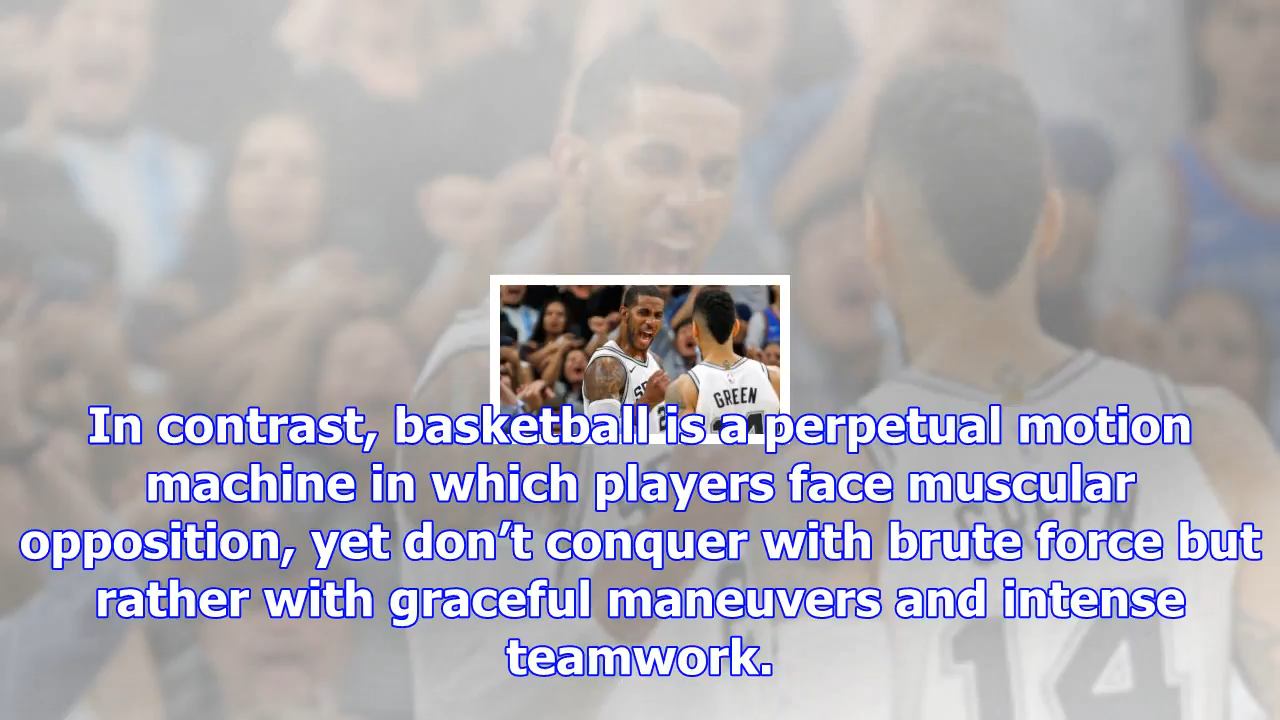 GREEN
In contrast, basketball is a perpetual motion
machine in which players face muscular
opposition, yet don’t conquer with brute force but
rather with graceful maneuvers and intense
teamwork.
14